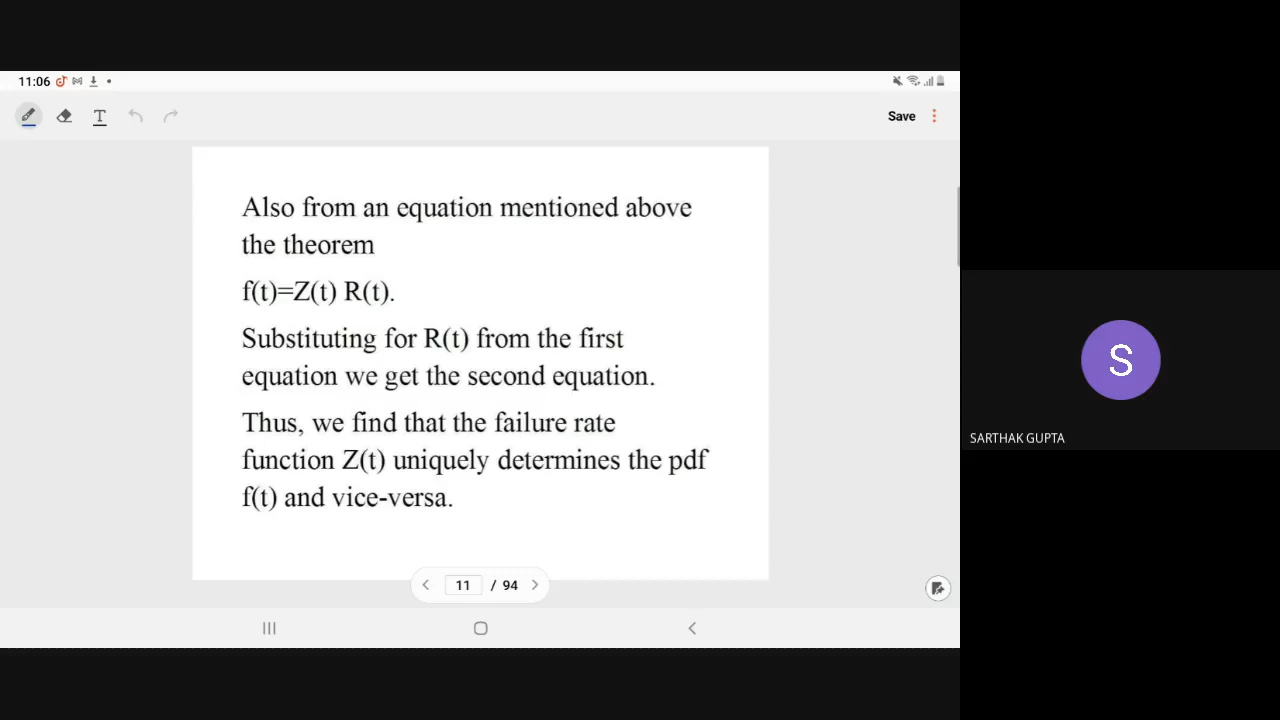 11:06
T
Save
Also from an equation mentioned above
the theorem
f(t)=Z(t) R(t).
Substituting for R(t) from the first
equation we get the second equation.
Thus, we find that the failure rate
function Z(t) uniquely determines the pdf
f(t) and vice-versa.
11 / 94
S
SARTHAK GUPTA